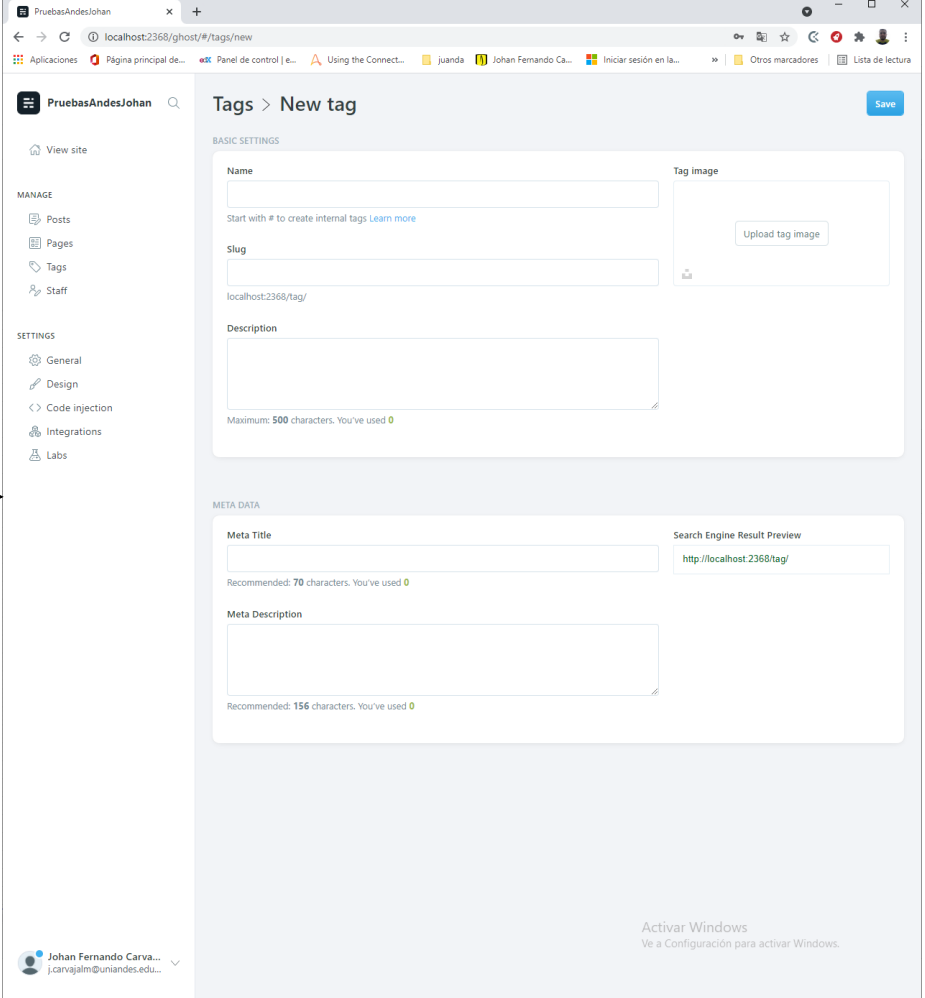 PruebasAndesJohan
localhost:2368/ghost/#/tags/new
Aplicaciones Página principal de... Panel de control | e... Using the Connect... juanda Johan Fernando Ca... Iniciar sesión en la... » Otros marcadores Lista de lectura
PruebasAndesJohan
View site
MANAGE
Posts
Pages
Tags
Staff
SETTINGS
General
Design
Code injection
Integrations
Labs
Johan Fernando Carva...
j.carvajalm@uniandes.edu...
Tags > New tag
Save
BASIC SETTINGS
Name
Start with # to create internal tags Learn more
Slug
localhost:2368/tag/
Description
Maximum: 500 characters. You've used 0
Tag image
Upload tag image
META DATA
Meta Title
Recommended: 70 characters. You've used 0
Meta Description
Recommended: 156 characters. You've used 0
Search Engine Result Preview
http://localhost:2368/tag/
Activar Windows
Ve a Configuración para activar Windows.